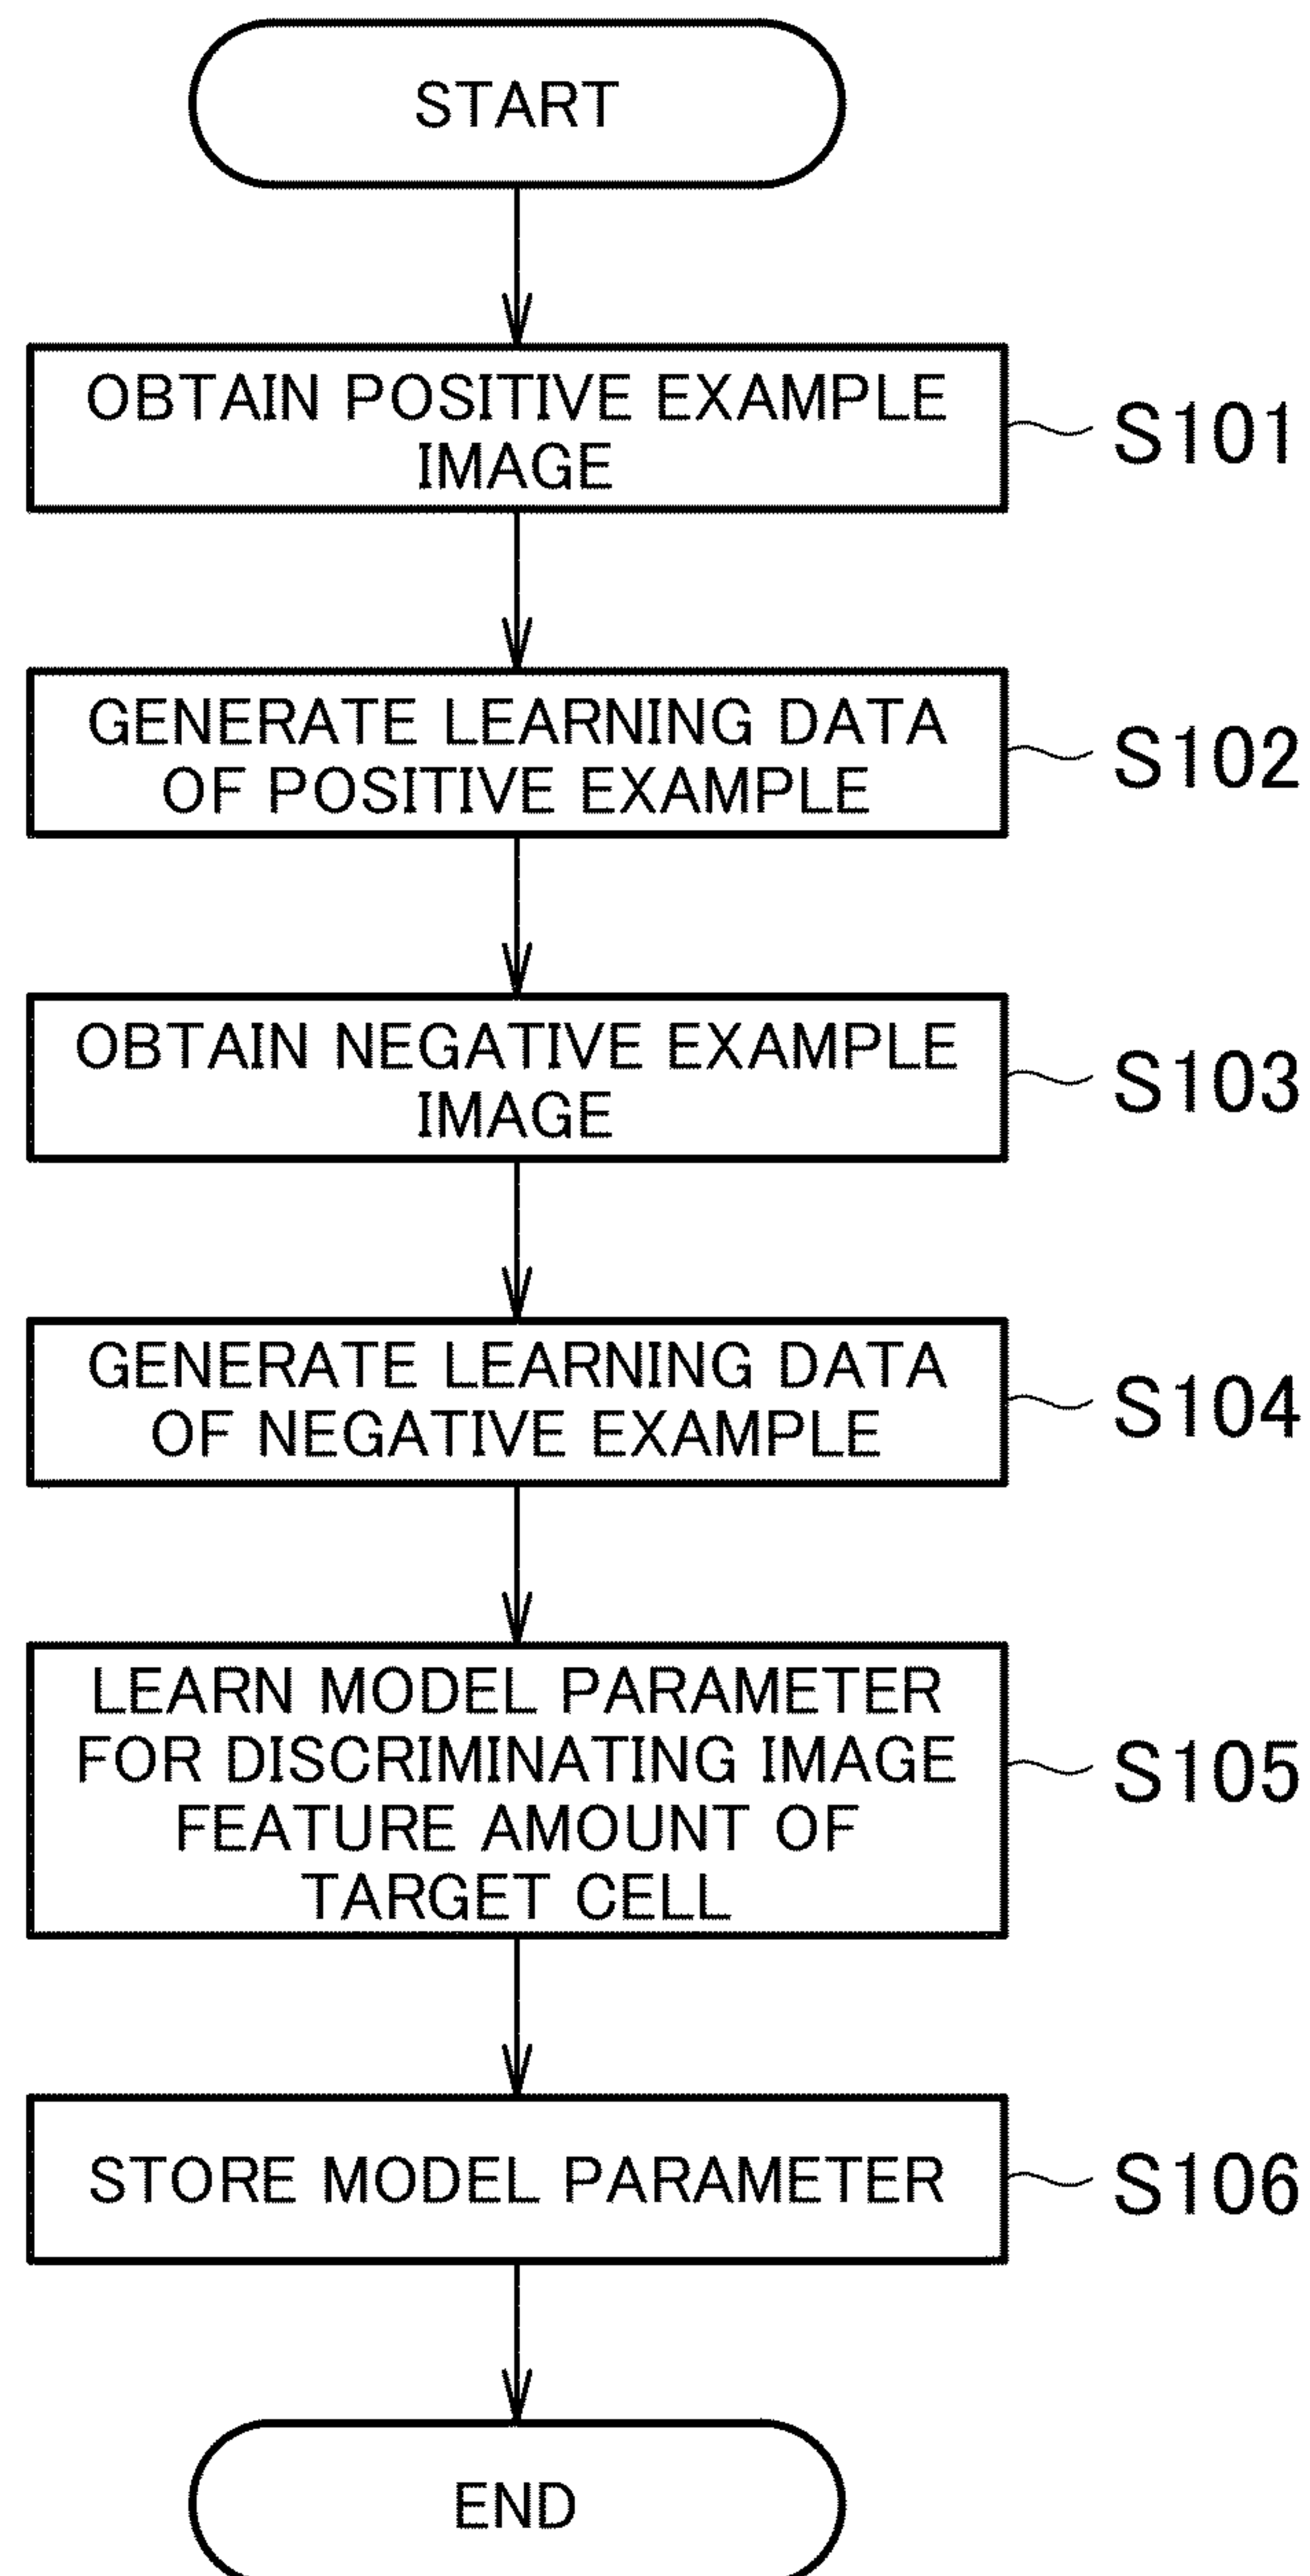 START
OBTAIN POSITIVE EXAMPLE
IMAGE
S101
GENERATE LEARNING DATA
OF POSITIVE EXAMPLE
S102
OBTAIN NEGATIVE EXAMPLE
IMAGE
S103
GENERATE LEARNING DATA
OF NEGATIVE EXAMPLE
S104
LEARN MODEL PARAMETER
FOR DISCRIMINATING IMAGE
FEATURE AMOUNT OF
TARGET CELL
S105
STORE MODEL PARAMETER
S106
END